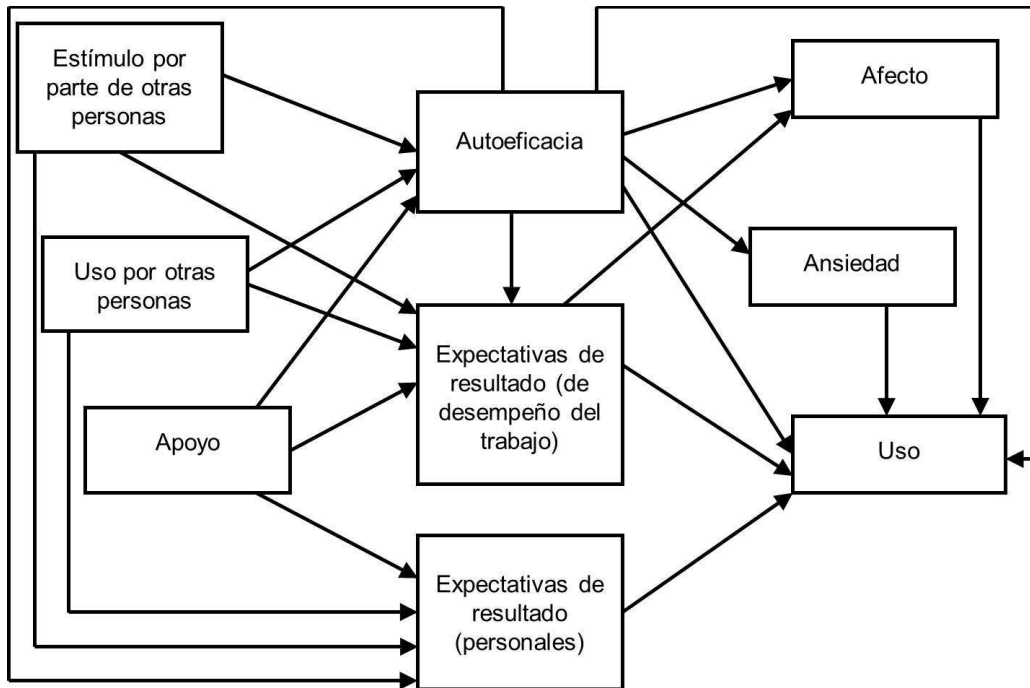 Estímulo por
parte de otras
personas
Afecto
Autoeficacia
Uso por otras
personas
Ansiedad
Expectativas de
resultado (de
desempeño del
trabajo)
Apoyo
Uso
Expectativas de
resultado
(personales)